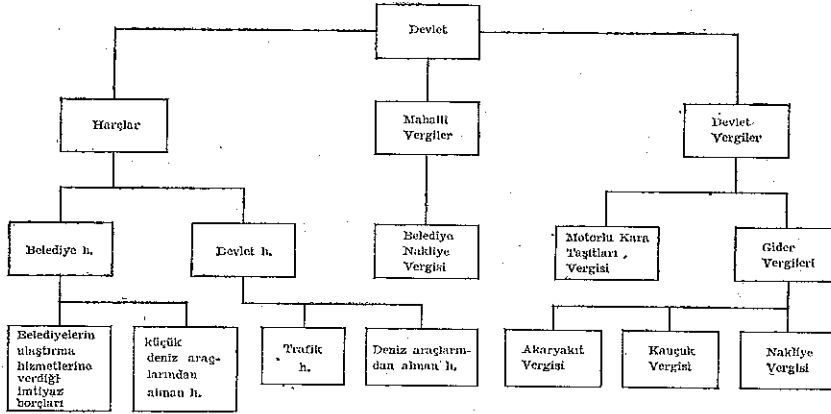 Devlet
Harçlar
Mahalli
Vergiler
Devlet
Vergiler
Belediye h.
Devlet h.
Belediye
Nakliye
Vergisi
Motorlu Kara
Taşıtları
Vergisi
Gider
Vergileri
Belediyelerin
ulaştırma
hizmetlerine
verdiği
imtiyaz
borçları
küçük
deniz araç-
larından
alınan h.
Trafik
h.
Deniz araçların-
dan alınan h.
Akaryakıt
Vergisi
Kauçuk
Vergisi
Nakliye
Vergisi